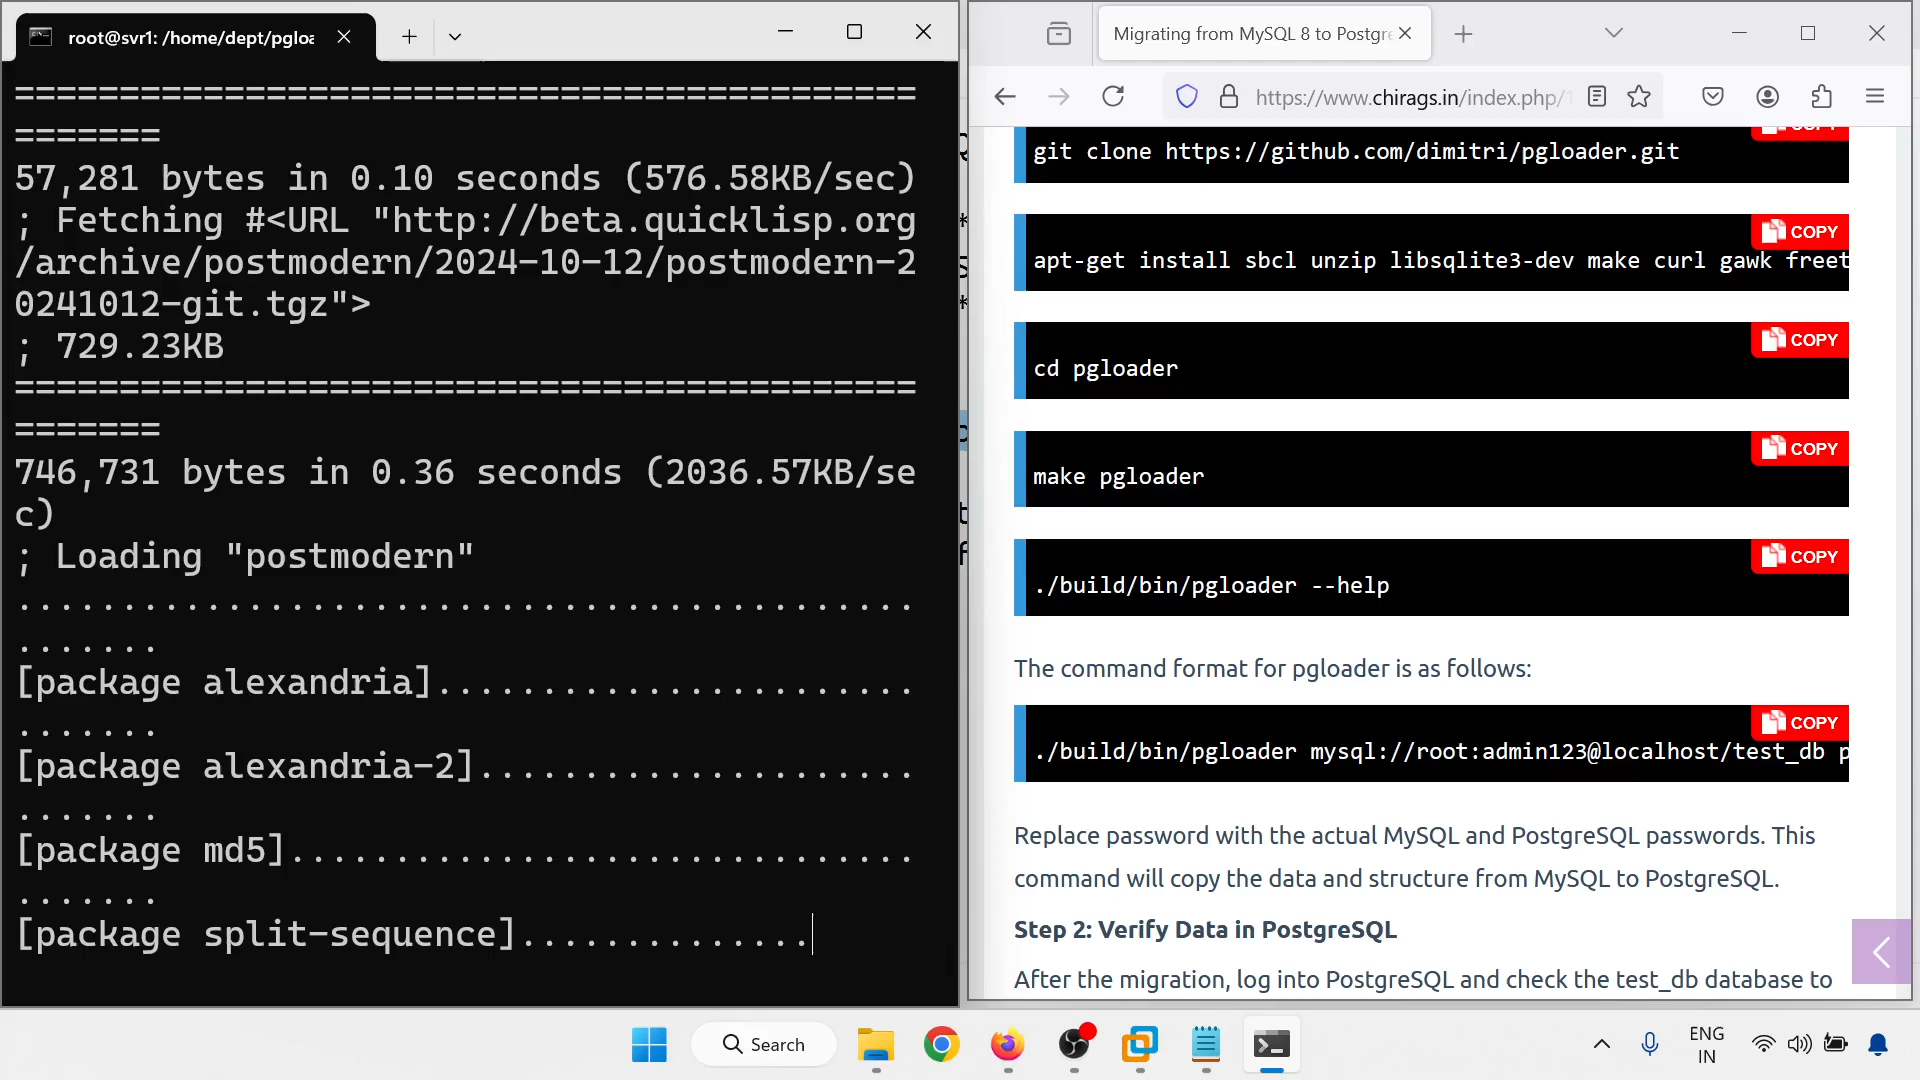 root@svr1: /home/dept/pgloa
==========================================
=======
57,281 bytes in 0.10 seconds (576.58KB/sec)
; Fetching #<URL "http://beta.quicklisp.org
/archive/postmodern/2024-10-12/postmodern-2
0241012-git.tgz">
; 729.23KB
==========================================
=======
746,731 bytes in 0.36 seconds (2036.57KB/se
c)
; Loading "postmodern"
...........................................
.......
[package alexandria].......................
.......
[package alexandria-2].....................
.......
[package md5]..............................
.......
[package split-sequence]..............
Migrating from MySQL 8 to Postgre
https://www.chirags.in/index.php/
git clone https://github.com/dimitri/pgloader.git
COPY
apt-get install sbcl unzip libsqlite3-dev make curl gawk freet
COPY
cd pgloader
COPY
make pgloader
COPY
./build/bin/pgloader --help
The command format for pgloader is as follows:
COPY
./build/bin/pgloader mysql://root:admin123@localhost/test_db p
Replace password with the actual MySQL and PostgreSQL passwords. This
command will copy the data and structure from MySQL to PostgreSQL.
Step 2: Verify Data in PostgreSQL
After the migration, log into PostgreSQL and check the test_db database to
Search
ENG
IN